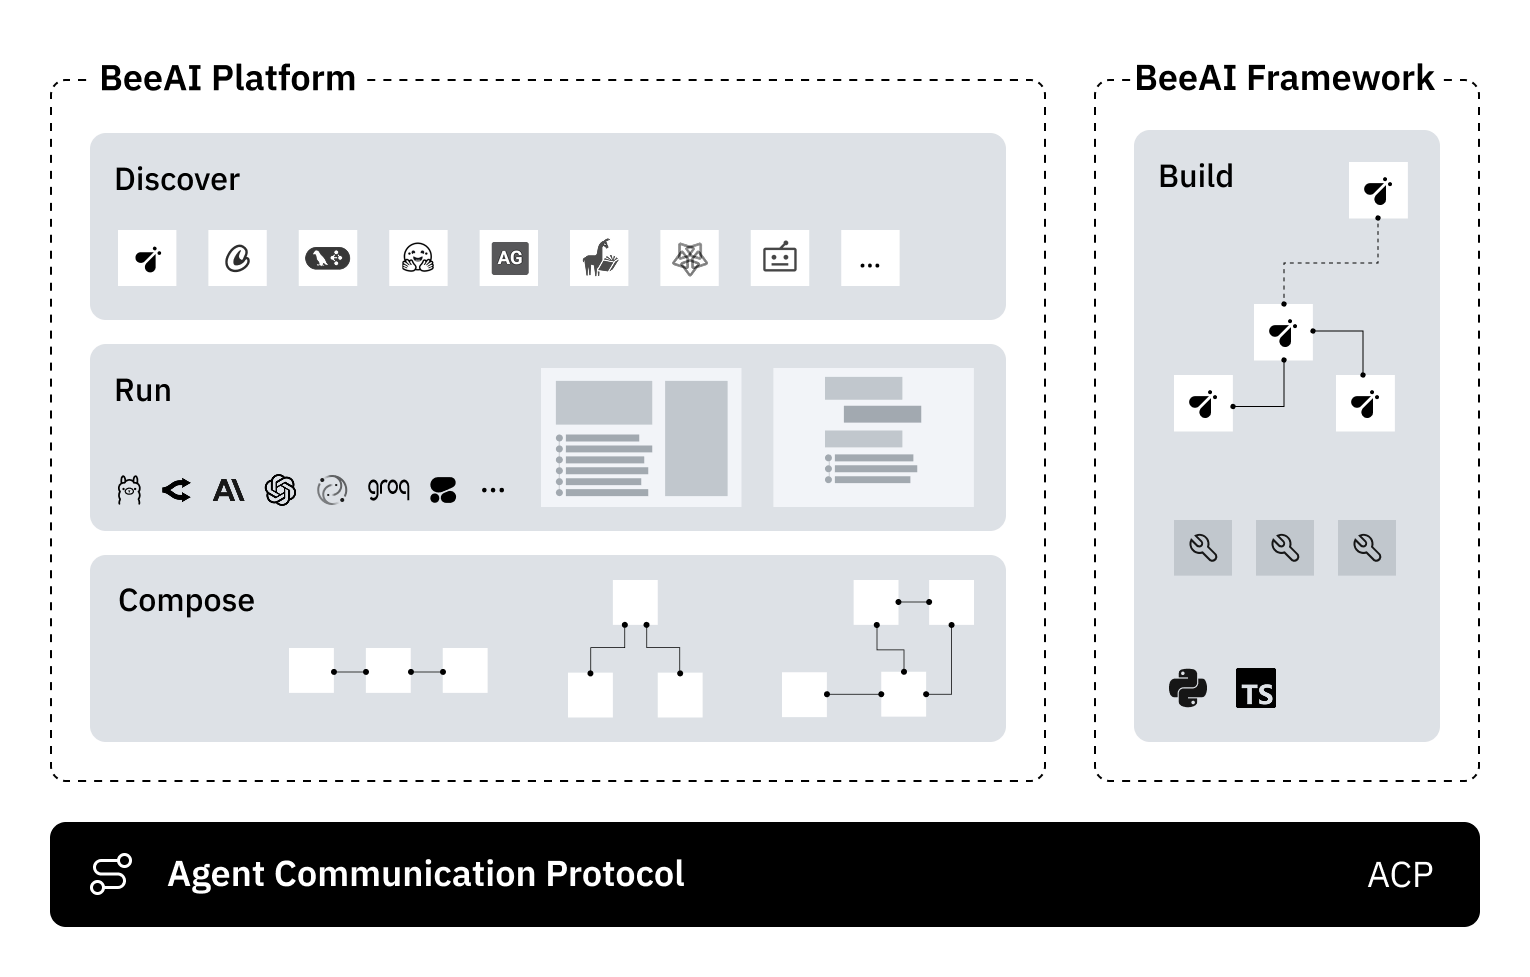 BeeAI Platform
BeeAI Framework
Discover
AG
...
Run
A\
groq
...
Compose
Build
TS
Agent Communication Protocol
ACP